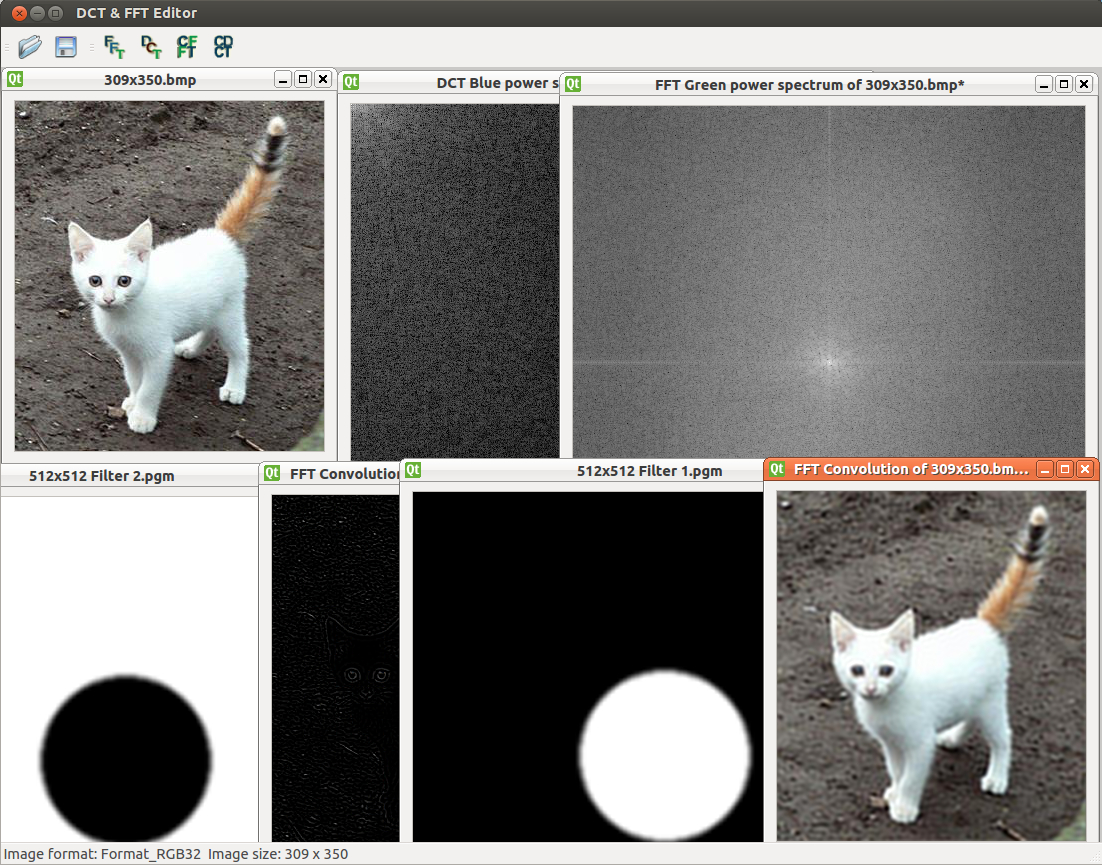 DCT & FFT Editor
FFT
DCT
CFFT
CDCT
Qt 309x350.bmp
Qt DCT Blue power s
Qt FFT Green power spectrum of 309x350.bmp*
512x512 Filter 2.pgm
Qt FFT Convolution
Qt 512x512 Filter 1.pgm
Qt FFT Convolution of 309x350.bm...
Image format: Format_RGB32 Image size: 309 x 350